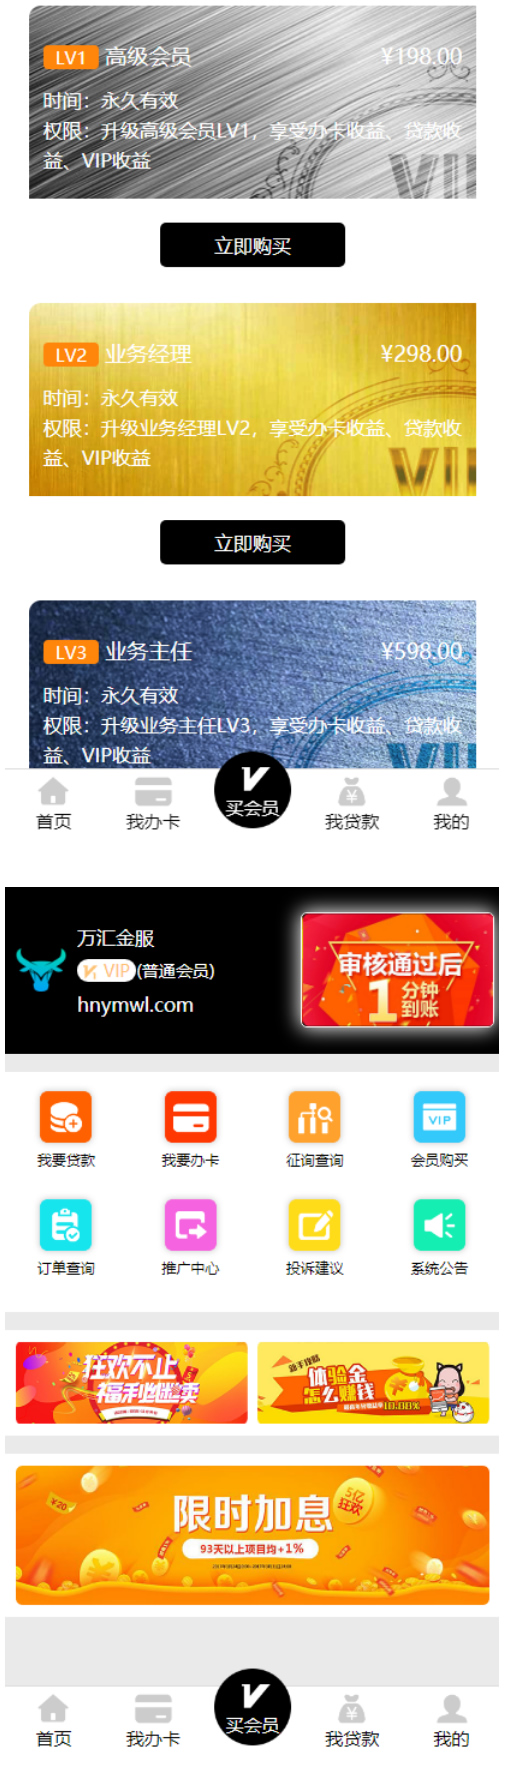 LV1 高级会员 ¥198.00
时间：永久有效
权限：升级高级会员LV1，享受办卡收益、贷款收
益、VIP收益
VIP
立即购买
LV2 业务经理 ¥298.00
时间：永久有效
权限：升级业务经理LV2，享受办卡收益、贷款收
益、VIP收益
VIP
立即购买
LV3 业务主任 ¥598.00
时间：永久有效
权限：升级业务主任LV3，享受办卡收益、贷款收
益、VIP收益
VIP
首页 我办卡 买会员 我贷款 我的
万汇金服
VIP (普通会员)
hnymwl.com
审核通过后
1分钟
到账
我要贷款 我要办卡 征询查询 会员购买
VIP
订单查询 推广中心 投诉建议 系统公告
狂欢不止
福利继续
新手攻略
体验金
怎么赚钱
¥20
5亿
狂欢
限时加息
93天以上项目均+1%
首页 我办卡 买会员 我贷款 我的